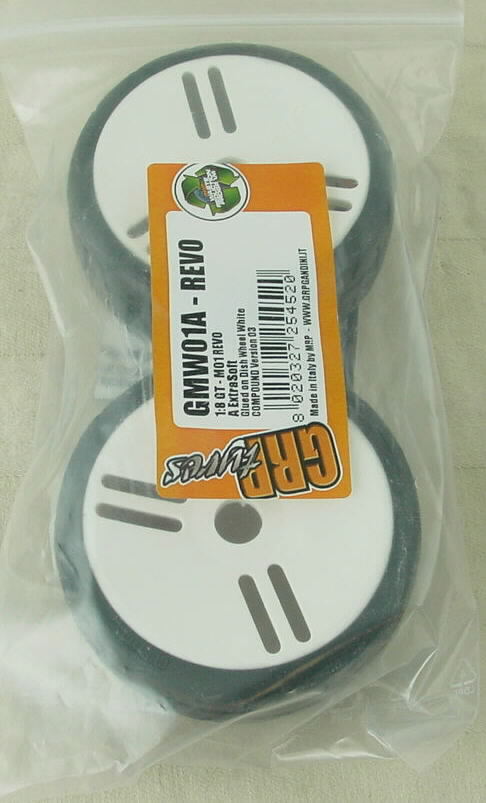 GMW01A - REVO
1:8 GT - M01 REVO
A ExtraSoft
Glued on Dish Wheel White
COMPOUND Version 03
8 020327 254520
Made in Italy by MRP - WWW.GRPGANDINI.IT
GRP
TYRES